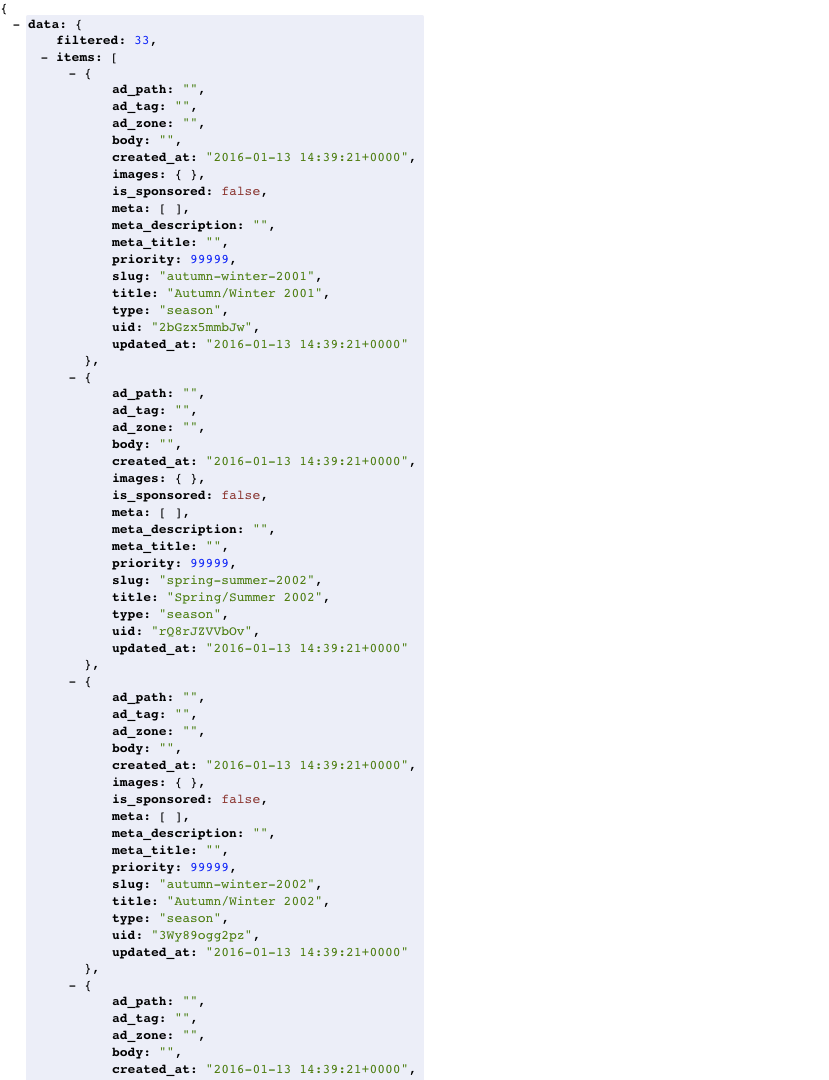 {
- data: {
filtered: 33,
- items: [
- {
ad_path: "",
ad_tag: "",
ad_zone: "",
body: "",
created_at: "2016-01-13 14:39:21+0000",
images: { },
is_sponsored: false,
meta: [ ],
meta_description: "",
meta_title: "",
priority: 99999,
slug: "autumn-winter-2001",
title: "Autumn/Winter 2001",
type: "season",
uid: "2bGzx5mmbJw",
updated_at: "2016-01-13 14:39:21+0000"
},
- {
ad_path: "",
ad_tag: "",
ad_zone: "",
body: "",
created_at: "2016-01-13 14:39:21+0000",
images: { },
is_sponsored: false,
meta: [ ],
meta_description: "",
meta_title: "",
priority: 99999,
slug: "spring-summer-2002",
title: "Spring/Summer 2002",
type: "season",
uid: "rQ8rJZVVbOv",
updated_at: "2016-01-13 14:39:21+0000"
},
- {
ad_path: "",
ad_tag: "",
ad_zone: "",
body: "",
created_at: "2016-01-13 14:39:21+0000",
images: { },
is_sponsored: false,
meta: [ ],
meta_description: "",
meta_title: "",
priority: 99999,
slug: "autumn-winter-2002",
title: "Autumn/Winter 2002",
type: "season",
uid: "3Wy89ogg2pz",
updated_at: "2016-01-13 14:39:21+0000"
},
- {
ad_path: "",
ad_tag: "",
ad_zone: "",
body: "",
created_at: "2016-01-13 14:39:21+0000",